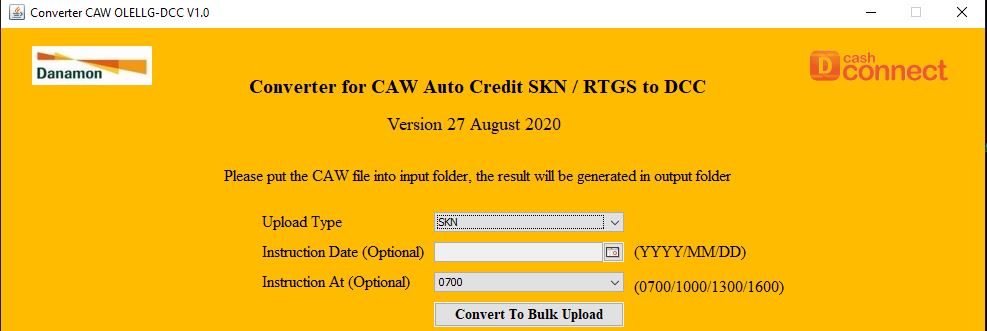 Converter CAW OLELLG-DCC V1.0
Danamon
D cash
connect
Converter for CAW Auto Credit SKN / RTGS to DCC
Version 27 August 2020
Please put the CAW file into input folder, the result will be generated in output folder
Upload Type SKN
Instruction Date (Optional) (YYYY/MM/DD)
Instruction At (Optional) 0700 (0700/1000/1300/1600)
Convert To Bulk Upload